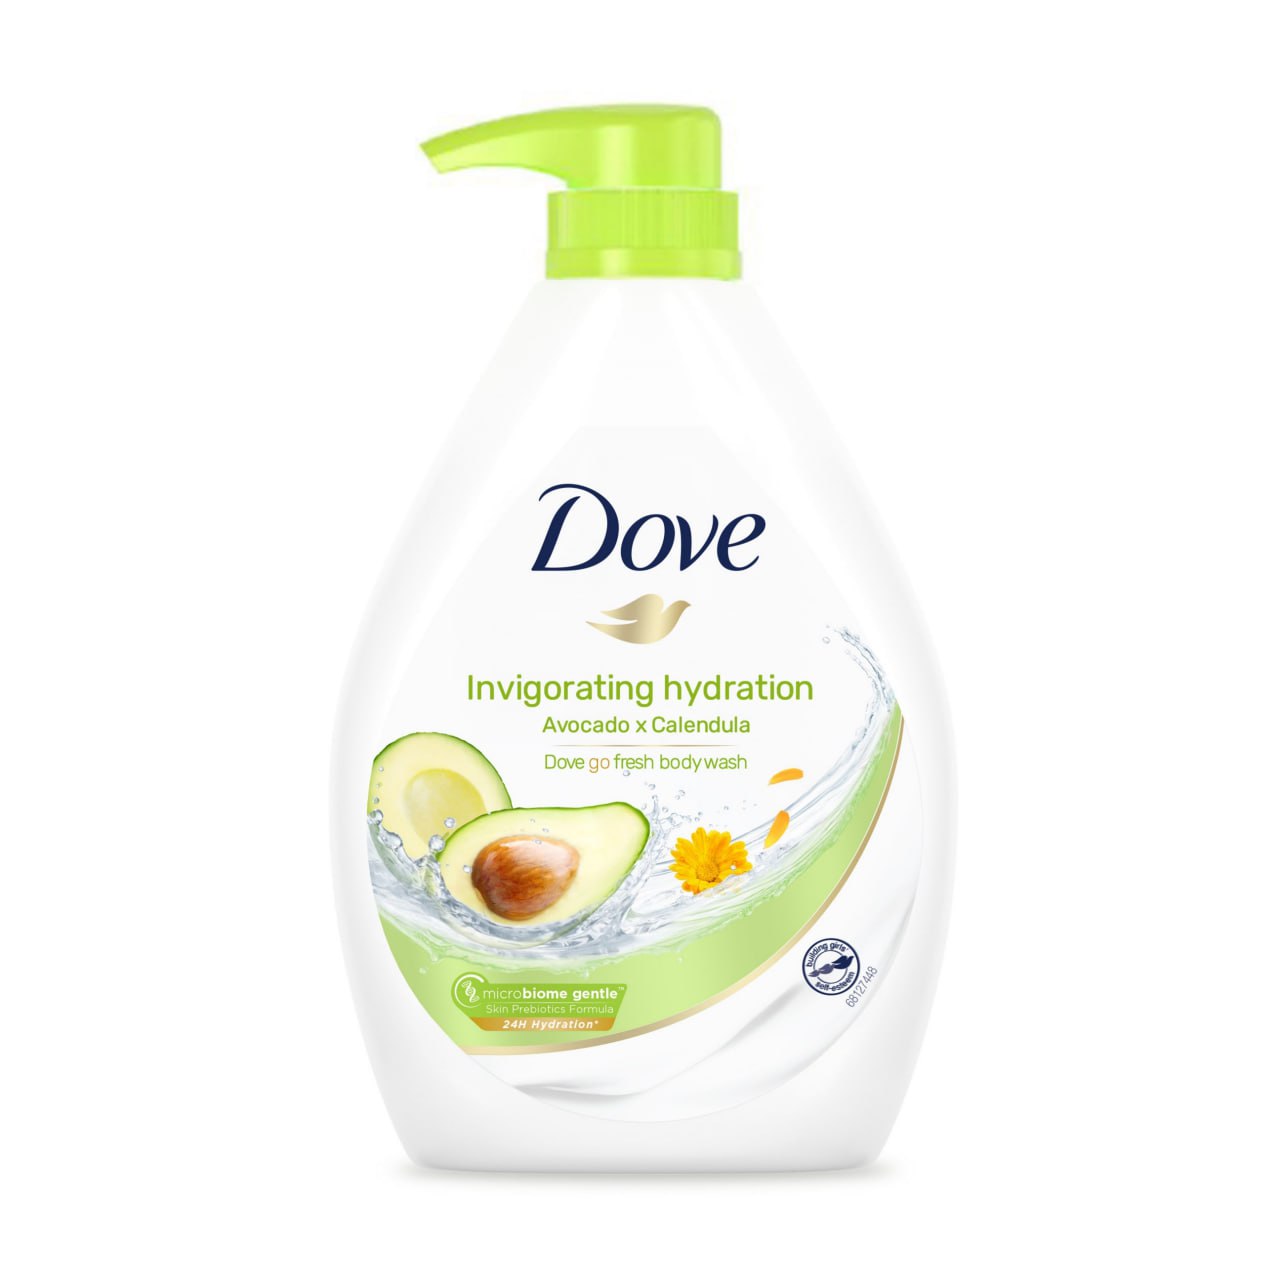 Dove
Invigorating hydration
Avocado x Calendula
Dove go fresh body wash
microbiome gentle™
Skin Prebiotics Formula
24H Hydration*
building girls'
self-esteem
68127448